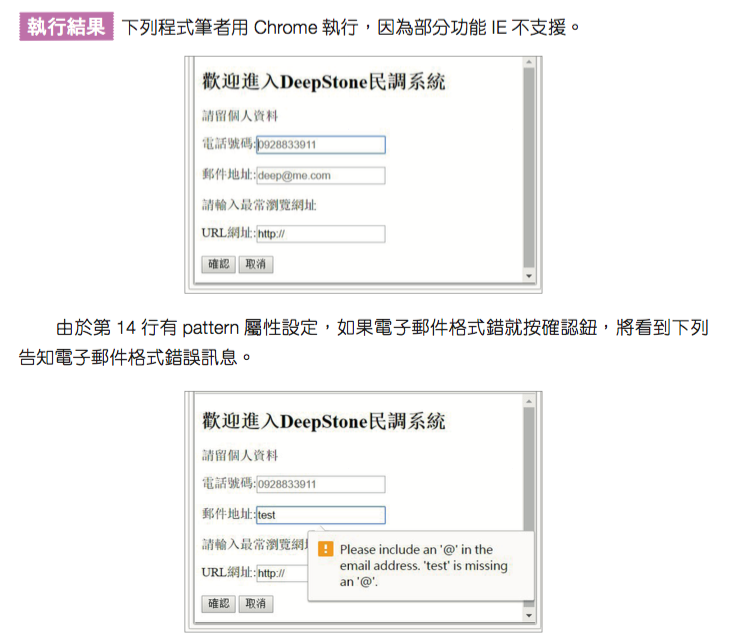 執行結果 下列程式筆者用 Chrome 執行，因為部分功能 IE 不支援。
歡迎進入DeepStone民調系統
請留個人資料
電話號碼:0928833911
郵件地址:deep@me.com
請輸入最常瀏覽網址
URL網址:http://
確認 取消
由於第 14 行有 pattern 屬性設定，如果電子郵件格式錯就按確認鈕，將看到下列
告知電子郵件格式錯誤訊息。
歡迎進入DeepStone民調系統
請留個人資料
電話號碼:0928833911
郵件地址:test
請輸入最常瀏覽網
Please include an '@' in the
email address. 'test' is missing
an '@'.
URL網址:http://
確認 取消